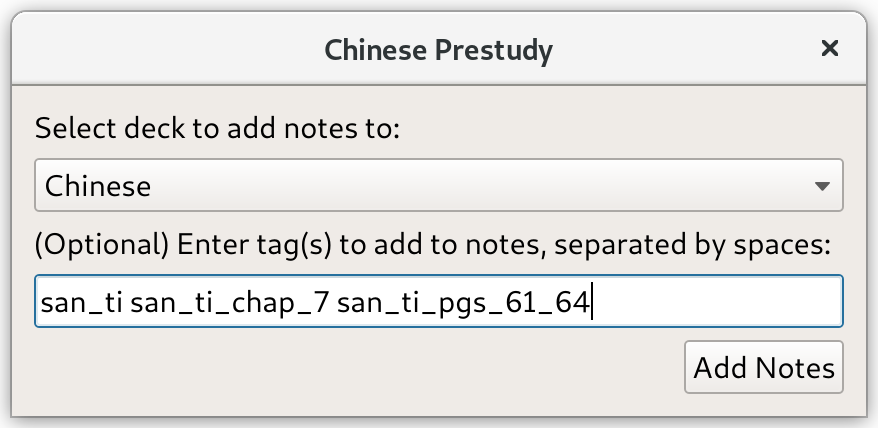 Chinese Prestudy
Select deck to add notes to:
Chinese
(Optional) Enter tag(s) to add to notes, separated by spaces:
san_ti san_ti_chap_7 san_ti_pgs_61_64
Add Notes